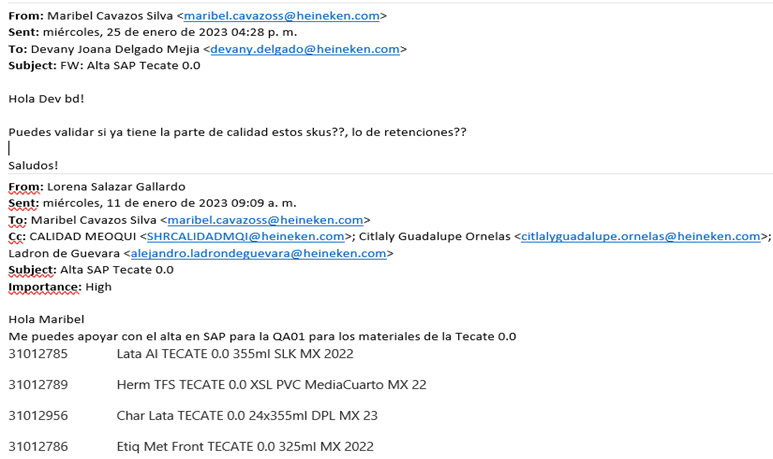 From: Maribel Cavazos Silva <maribel.cavazoss@heineken.com>
Sent: miércoles, 25 de enero de 2023 04:28 p. m.
To: Devany Joana Delgado Mejia <devany.delgado@heineken.com>
Subject: FW: Alta SAP Tecate 0.0
Hola Dev bd!
Puedes validar si ya tiene la parte de calidad estos skus??, lo de retenciones??
Saludos!
From: Lorena Salazar Gallardo
Sent: miércoles, 11 de enero de 2023 09:09 a. m.
To: Maribel Cavazos Silva <maribel.cavazoss@heineken.com>
Cc: CALIDAD MEOQUI <SHRCALIDADMQI@heineken.com>; Citlaly Guadalupe Ornelas <citlalyguadalupe.ornelas@heineken.com>;
Ladron de Guevara <alejandro.ladrondeguevara@heineken.com>
Subject: Alta SAP Tecate 0.0
Importance: High
Hola Maribel
Me puedes apoyar con el alta en SAP para la QA01 para los materiales de la Tecate 0.0
31012785 Lata Al TECATE 0.0 355ml SLK MX 2022
31012789 Herm TFS TECATE 0.0 XSL PVC MediaCuarto MX 22
31012956 Char Lata TECATE 0.0 24x355ml DPL MX 23
31012786 Etiq Met Front TECATE 0.0 325ml MX 2022